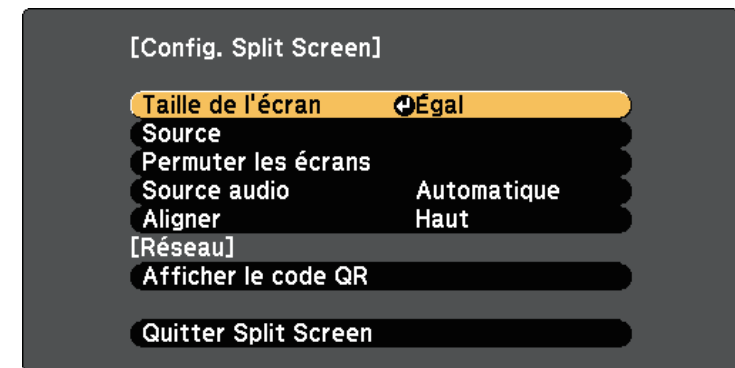 [Config. Split Screen]
Taille de l'écran Égal
Source
Permuter les écrans
Source audio Automatique
Aligner Haut
[Réseau]
Afficher le code QR
Quitter Split Screen